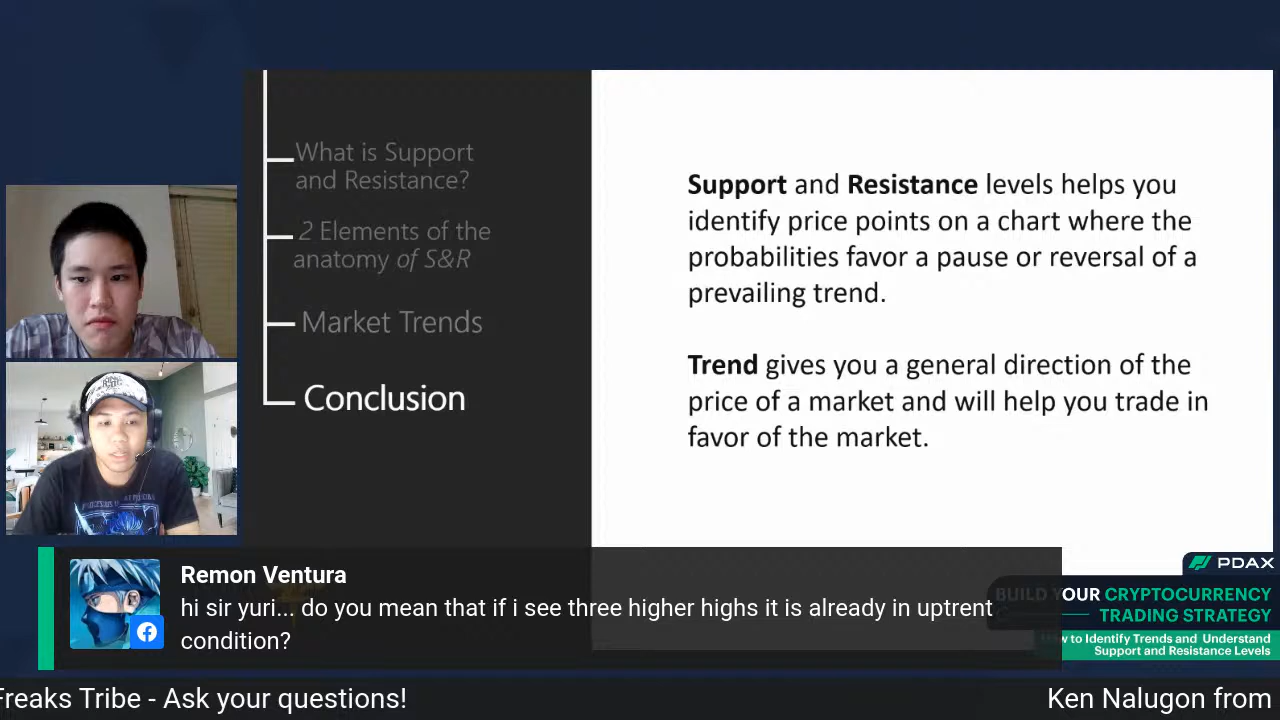 What is Support
and Resistance?
2 Elements of the
anatomy of S&R
Market Trends
Conclusion
Support and Resistance levels helps you
identify price points on a chart where the
probabilities favor a pause or reversal of a
prevailing trend.
Trend gives you a general direction of the
price of a market and will help you trade in
favor of the market.
PDAX
BUILD YOUR CRYPTOCURRENCY
TRADING STRATEGY
to Identify Trends and Understand
Support and Resistance Levels
Remon Ventura
hi sir yuri... do you mean that if i see three higher highs it is already in uptrent
condition?
Freaks Tribe - Ask your questions!
Ken Nalugon from